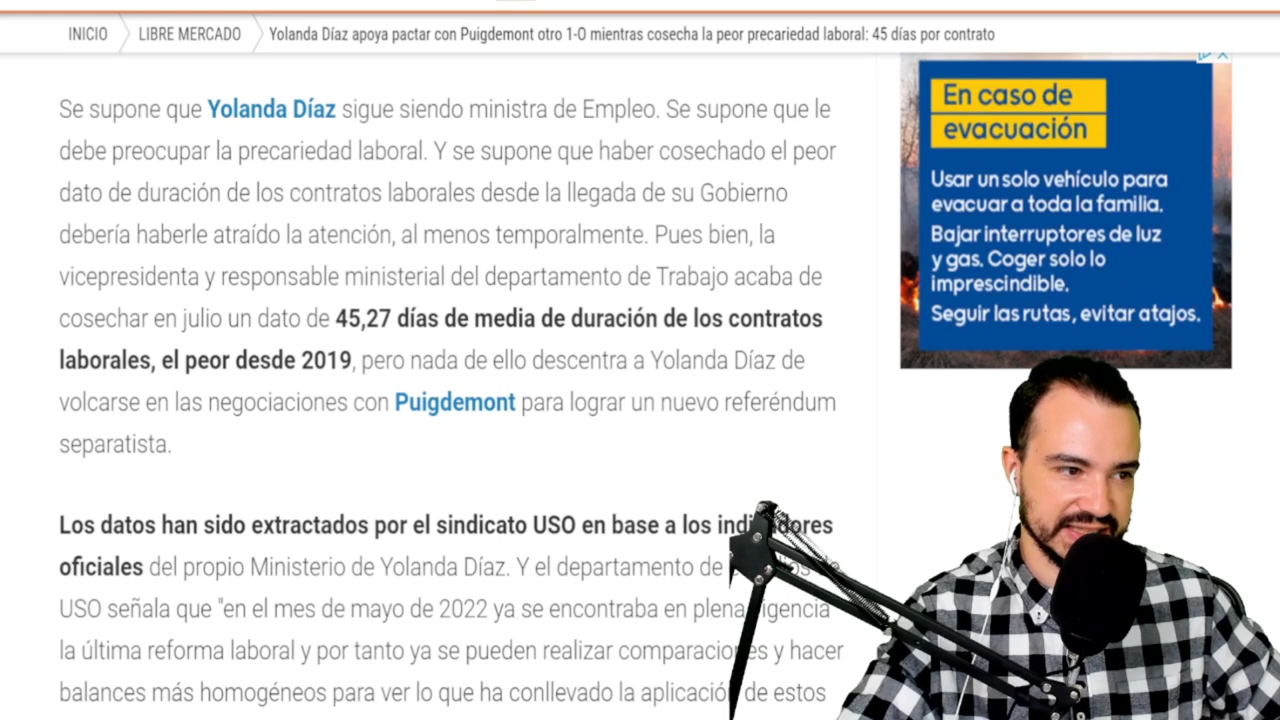 INICIO LIBRE MERCADO Yolanda Díaz apoya pactar con Puigdemont otro 1-O mientras cosecha la peor precariedad laboral: 45 días por contrato
Se supone que Yolanda Díaz sigue siendo ministra de Empleo. Se supone que le
debe preocupar la precariedad laboral. Y se supone que haber cosechado el peor
dato de duración de los contratos laborales desde la llegada de su Gobierno
debería haberle atraído la atención, al menos temporalmente. Pues bien, la
vicepresidenta y responsable ministerial del departamento de Trabajo acaba de
cosechar en julio un dato de 45,27 días de media de duración de los contratos
laborales, el peor desde 2019, pero nada de ello descentra a Yolanda Díaz de
volcarse en las negociaciones con Puigdemont para lograr un nuevo referéndum
separatista.
Los datos han sido extractados por el sindicato USO en base a los
oficiales del propio Ministerio de Yolanda Díaz. Y el departamento de
USO señala que "en el mes de mayo de 2022 ya se encontraba en plena
la última reforma laboral y por tanto ya se pueden realizar comparaciones y hacer
balances más homogéneos para ver lo que ha conllevado la aplicación de estos
En caso de
evacuación
Usar un solo vehículo para
evacuar a toda la familia.
Bajar interruptores de luz
y gas. Coger solo lo
imprescindible.
Seguir las rutas, evitar atajos.